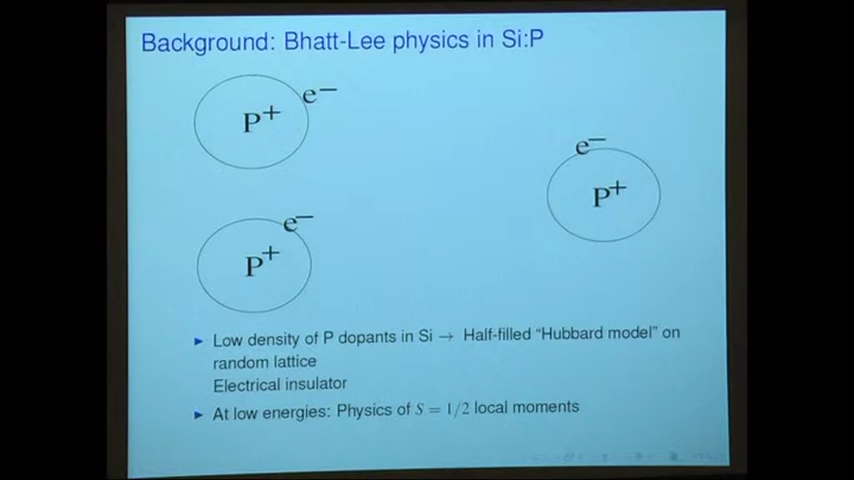 Background: Bhatt-Lee physics in Si:P
e−
P+
e−
P+
e−
P+
▸ Low density of P dopants in Si → Half-filled “Hubbard model” on
random lattice
Electrical insulator
▸ At low energies: Physics of S = 1/2 local moments